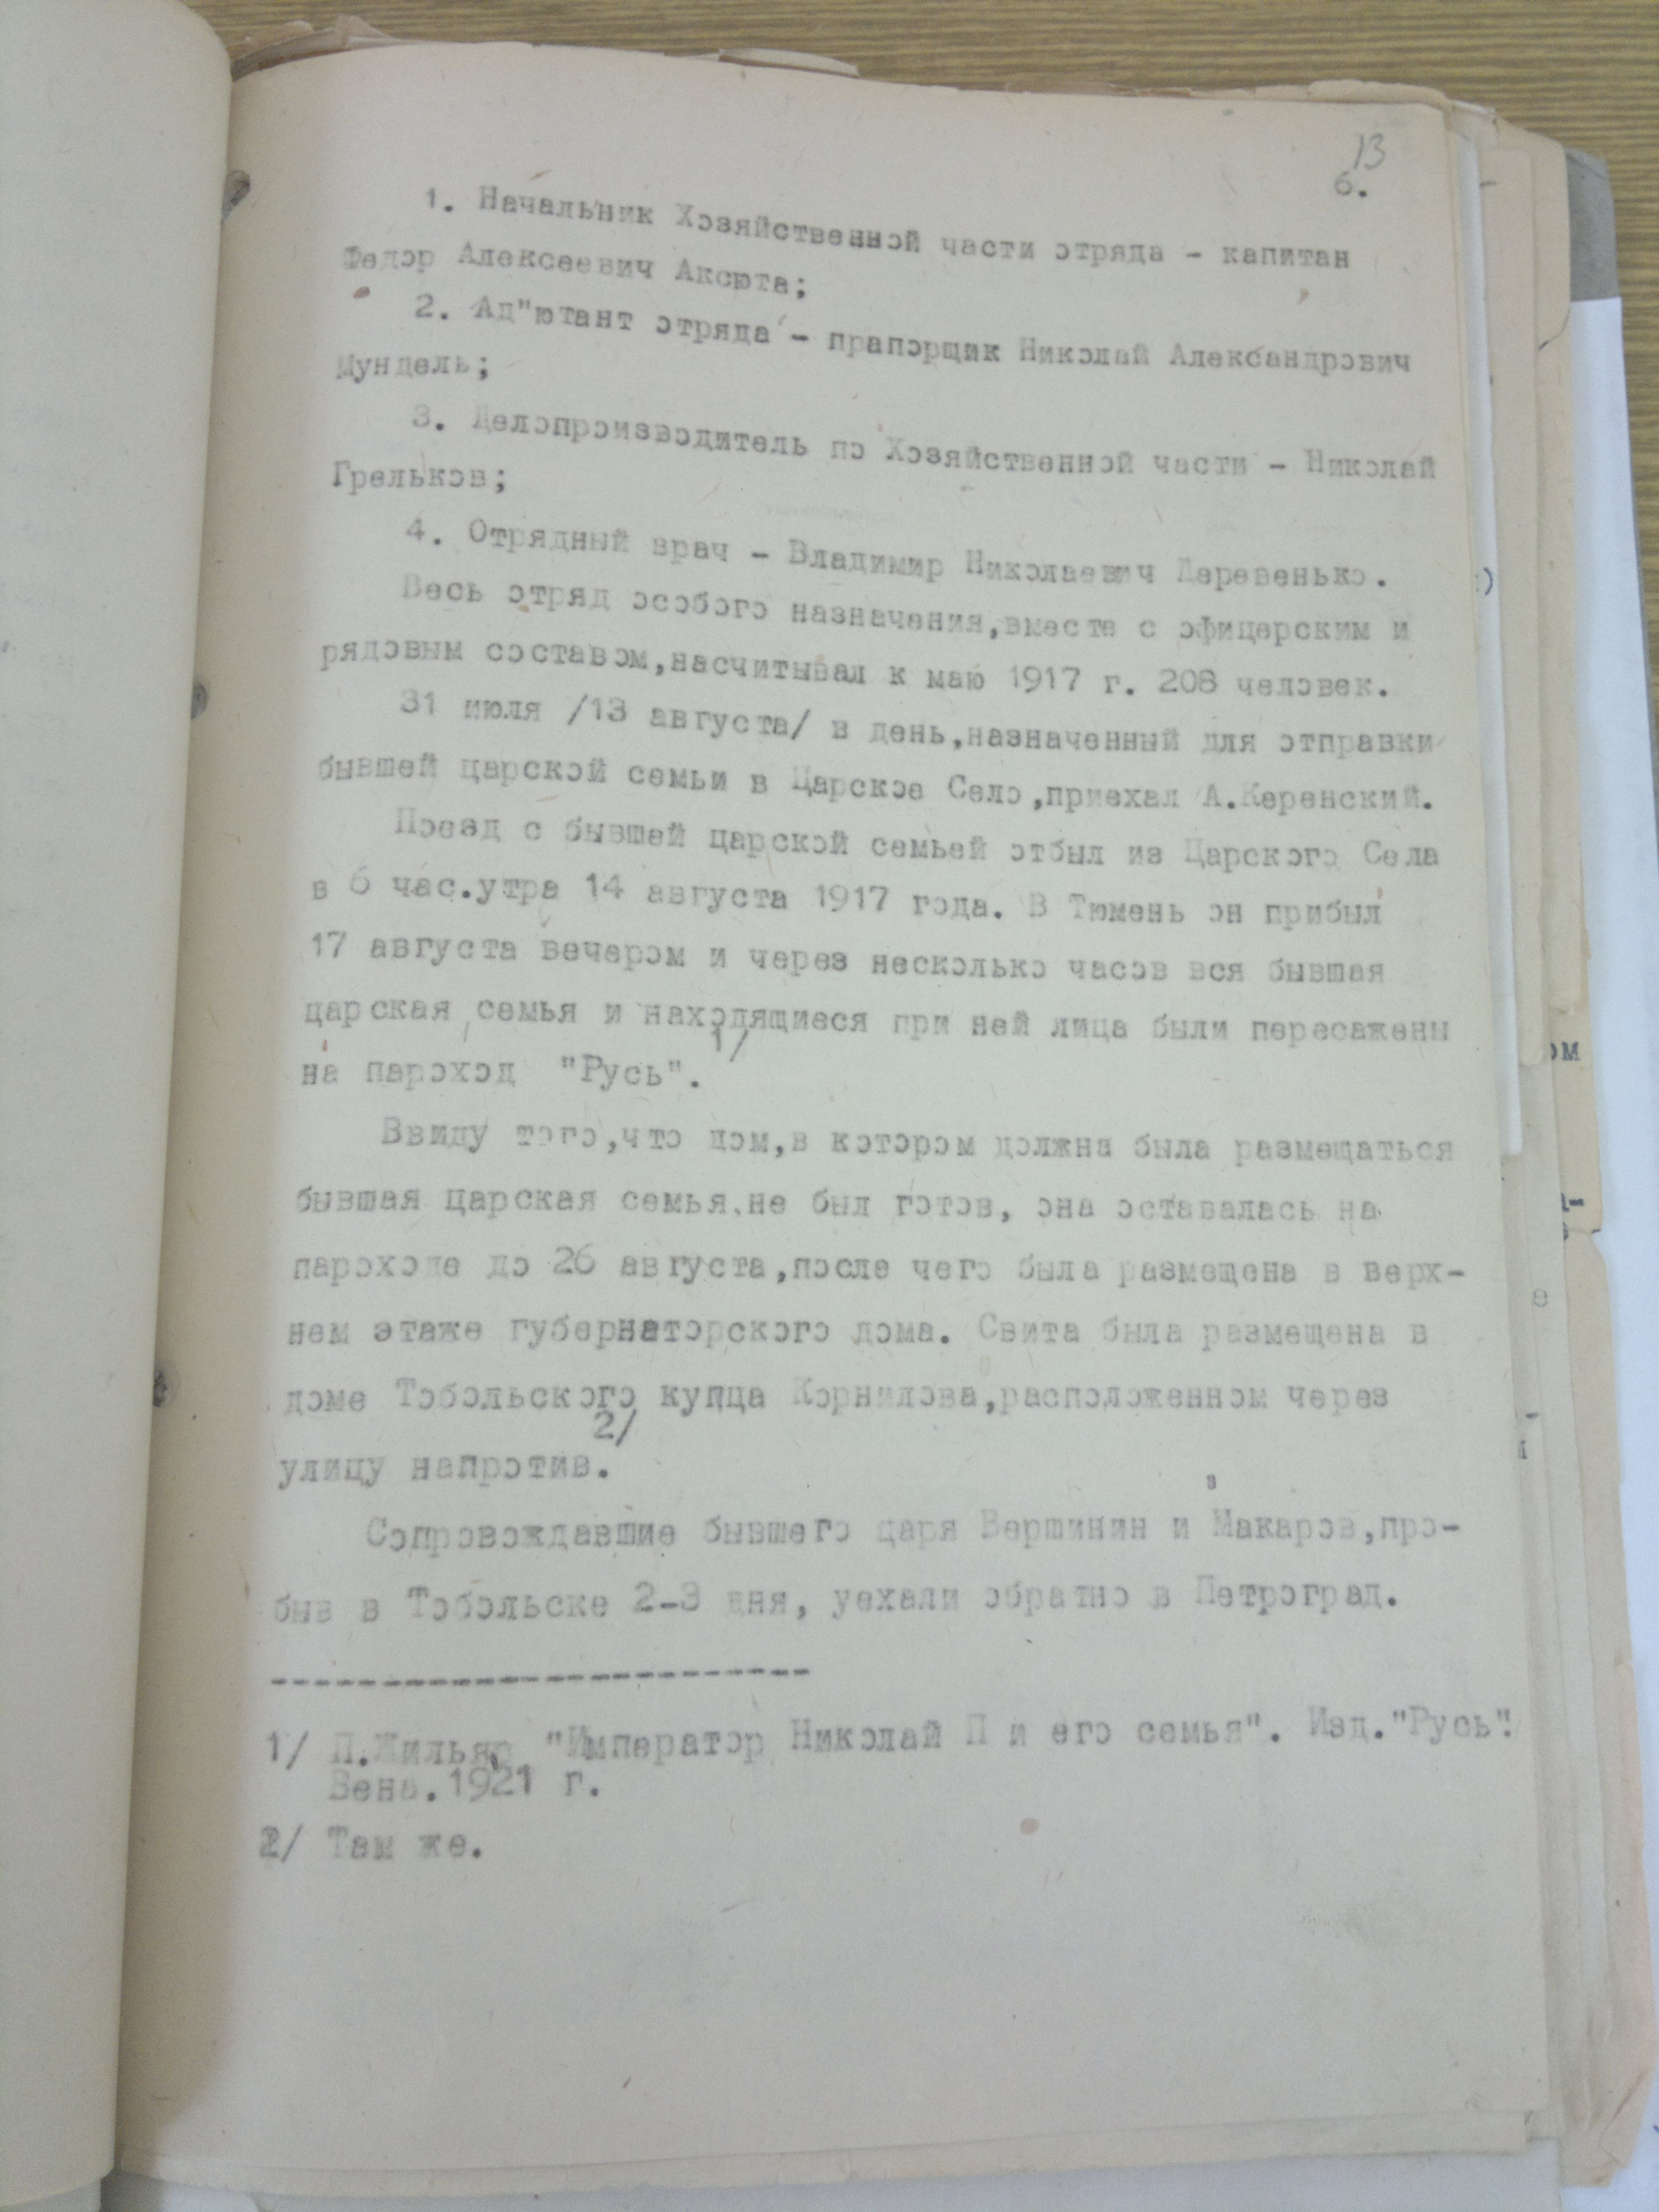 13
6.
1. Начальник Хозяйственной части отряда - капитан
Федор Алексеевич Аксюта;
2. Ад"ютант отряда - прапорщик Николай Александрович
Мундель;
3. Делопроизводитель по Хозяйственной части - Николай
Грельков;
4. Отрядный врач - Владимир Николаевич Деревенько.
Весь отряд особого назначения,вместе с офицерским и
рядовым составом,насчитывал к маю 1917 г. 208 человек.
31 июля /13 августа/ в день,назначенный для отправки
бывшей царской семьи в Царское Село,приехал А.Керенский.
Поезд с бывшей царской семьей отбыл из Царского Села
в 6 час.утра 14 августа 1917 года. В Тюмень он прибыл
17 августа вечером и через несколько часов вся бывшая
царская семья и находящиеся при ней лица были пересажены
на пароход "Русь". 1/
Ввиду того,что дом,в котором должна была размещаться
бывшая царская семья,не был готов, она оставалась на
пароходе до 26 августа,после чего была размещена в верх-
нем этаже губернаторского дома. Свита была размещена в
доме Тобольского купца Корнилова,расположенном через
улицу напротив. 2/
Сопровождавшие бывшего царя Вершинин и Макаров,про-
быв в Тобольске 2-3 дня, уехали обратно в Петроград.
-------------------------
1/ П.Жильяр, "Император Николай П и его семья". Изд."Русь".
Вена.1921 г.
2/ Там же.
ом
е